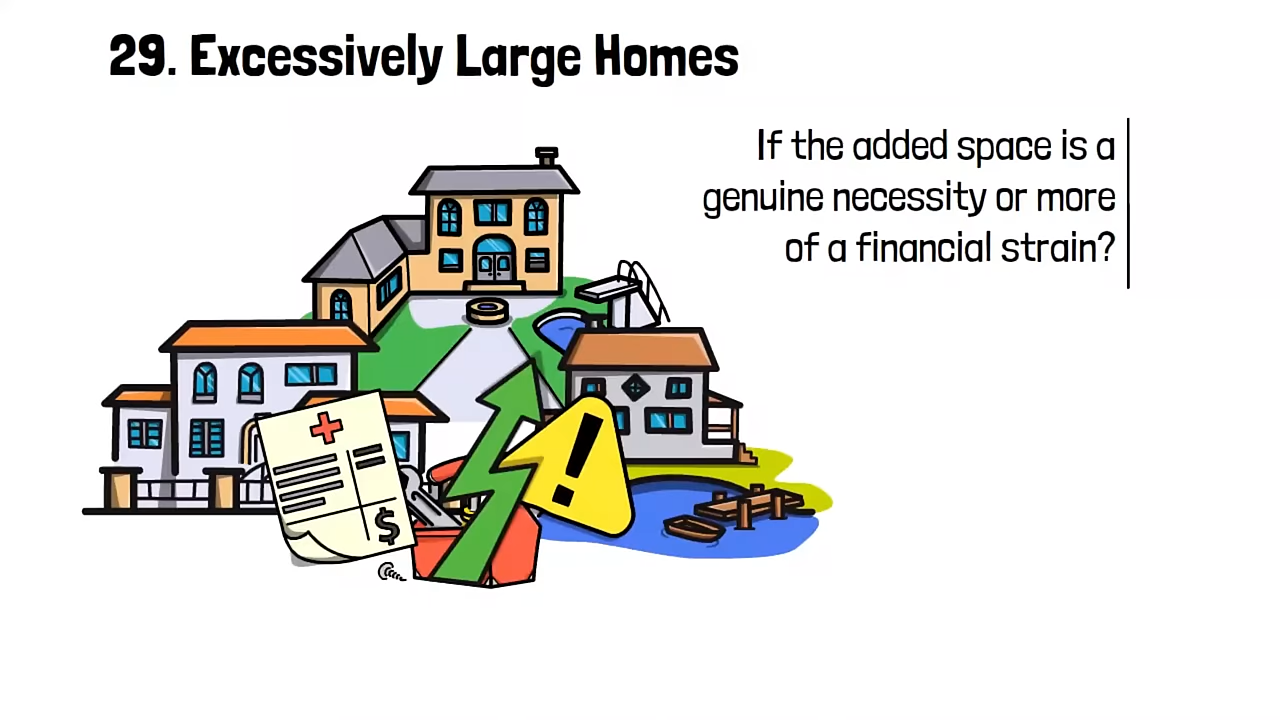 29. Excessively Large Homes
If the added space is a
genuine necessity or more
of a financial strain?
$
!